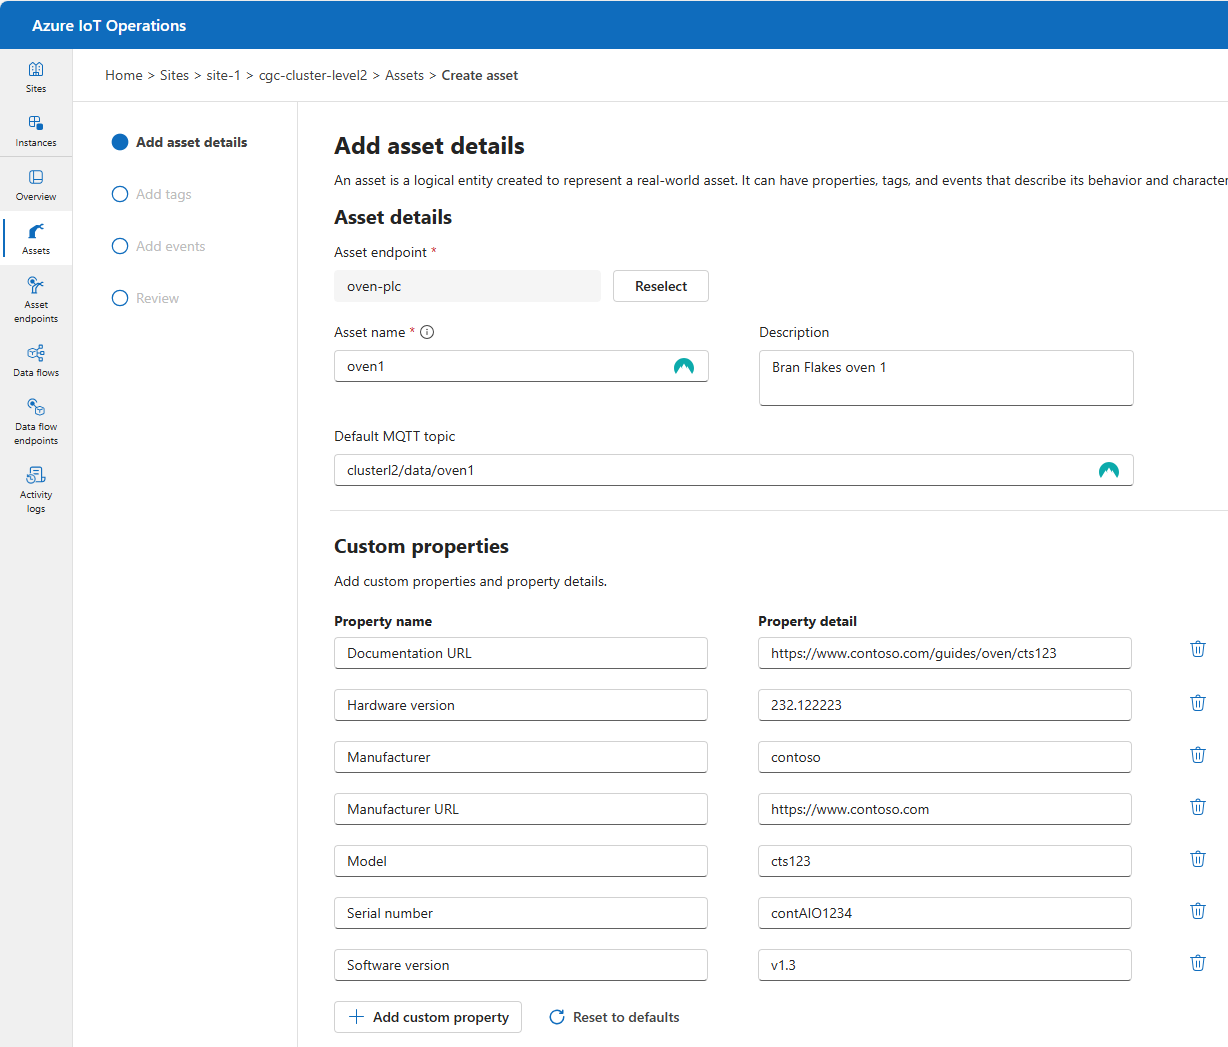 Azure IoT Operations
Sites
Instances
Overview
Assets
Asset
endpoints
Data flows
Data flow
endpoints
Activity
logs
Home > Sites > site-1 > cgc-cluster-level2 > Assets > Create asset
Add asset details
Add tags
Add events
Review
Add asset details
An asset is a logical entity created to represent a real-world asset. It can have properties, tags, and events that describe its behavior and character
Asset details
Asset endpoint *
oven-plc
Reselect
Asset name *
Description
oven1
Bran Flakes oven 1
Default MQTT topic
clusterl2/data/oven1
Custom properties
Add custom properties and property details.
Property name
Property detail
Documentation URL
https://www.contoso.com/guides/oven/cts123
Hardware version
232.122223
Manufacturer
contoso
Manufacturer URL
https://www.contoso.com
Model
cts123
Serial number
contAIO1234
Software version
v1.3
Add custom property
Reset to defaults